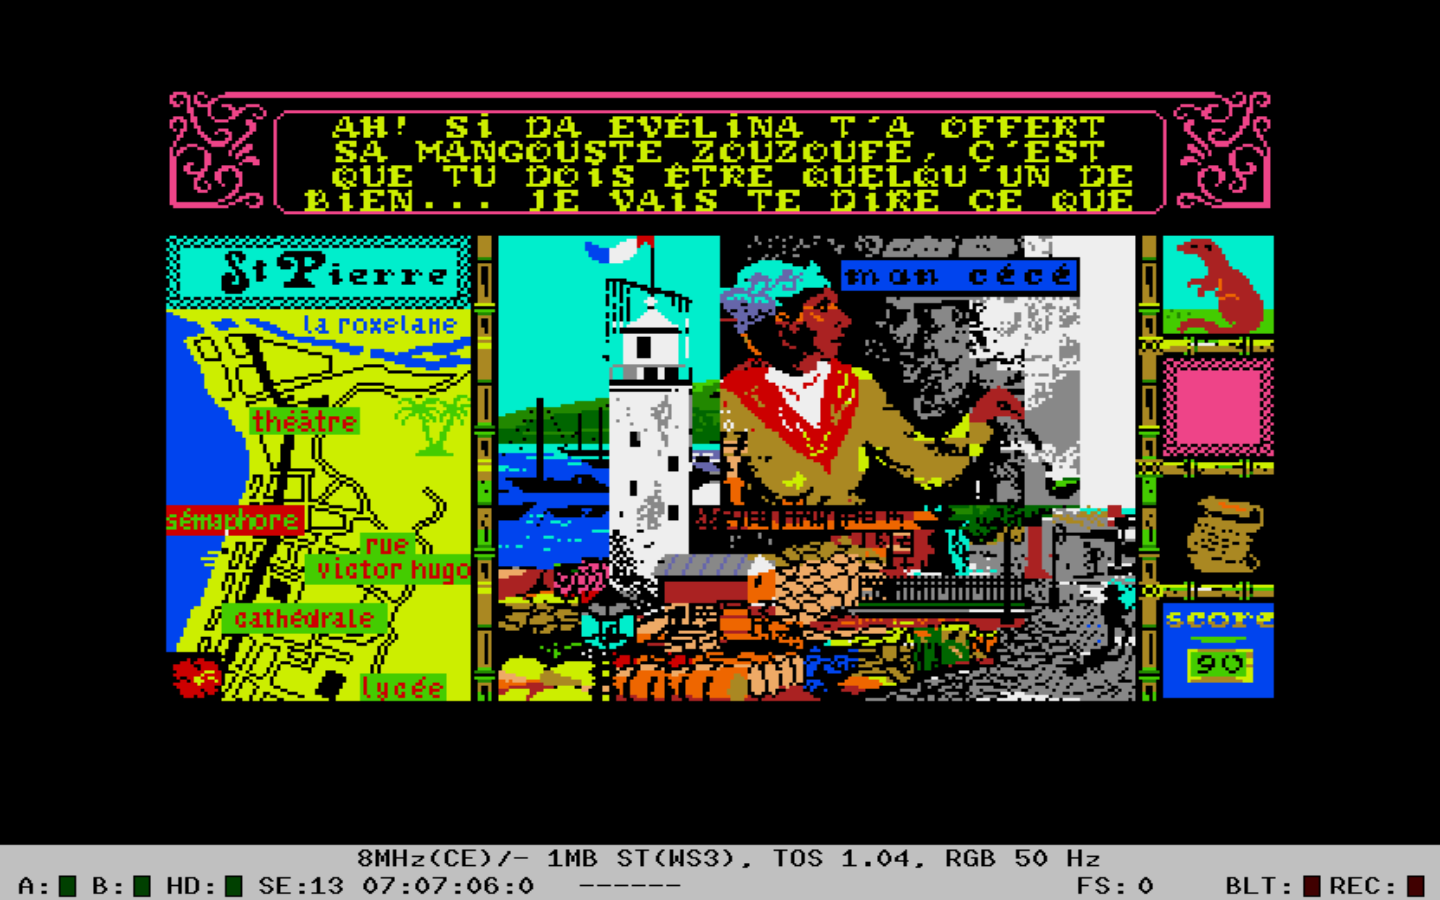 AH! Si DA EVÉLiNA T'A OFFERT
SA MANGOUSTE ZOUZOUFE, C'EST
QUE TU DOiS ÊTRE QUELQU'UN DE
BiEN... JE VAiS TE DiRE CE QUE
St Pierre
la roxelane
théâtre
sémaphore
rue
victor hugo
cathédrale
lycée
man cécé
score
90
8MHz(CE)/- 1MB ST(WS3), TOS 1.04, RGB 50 Hz
A: B: HD: SE:13 07:07:06:0 ------ FS: 0 BLT: REC: